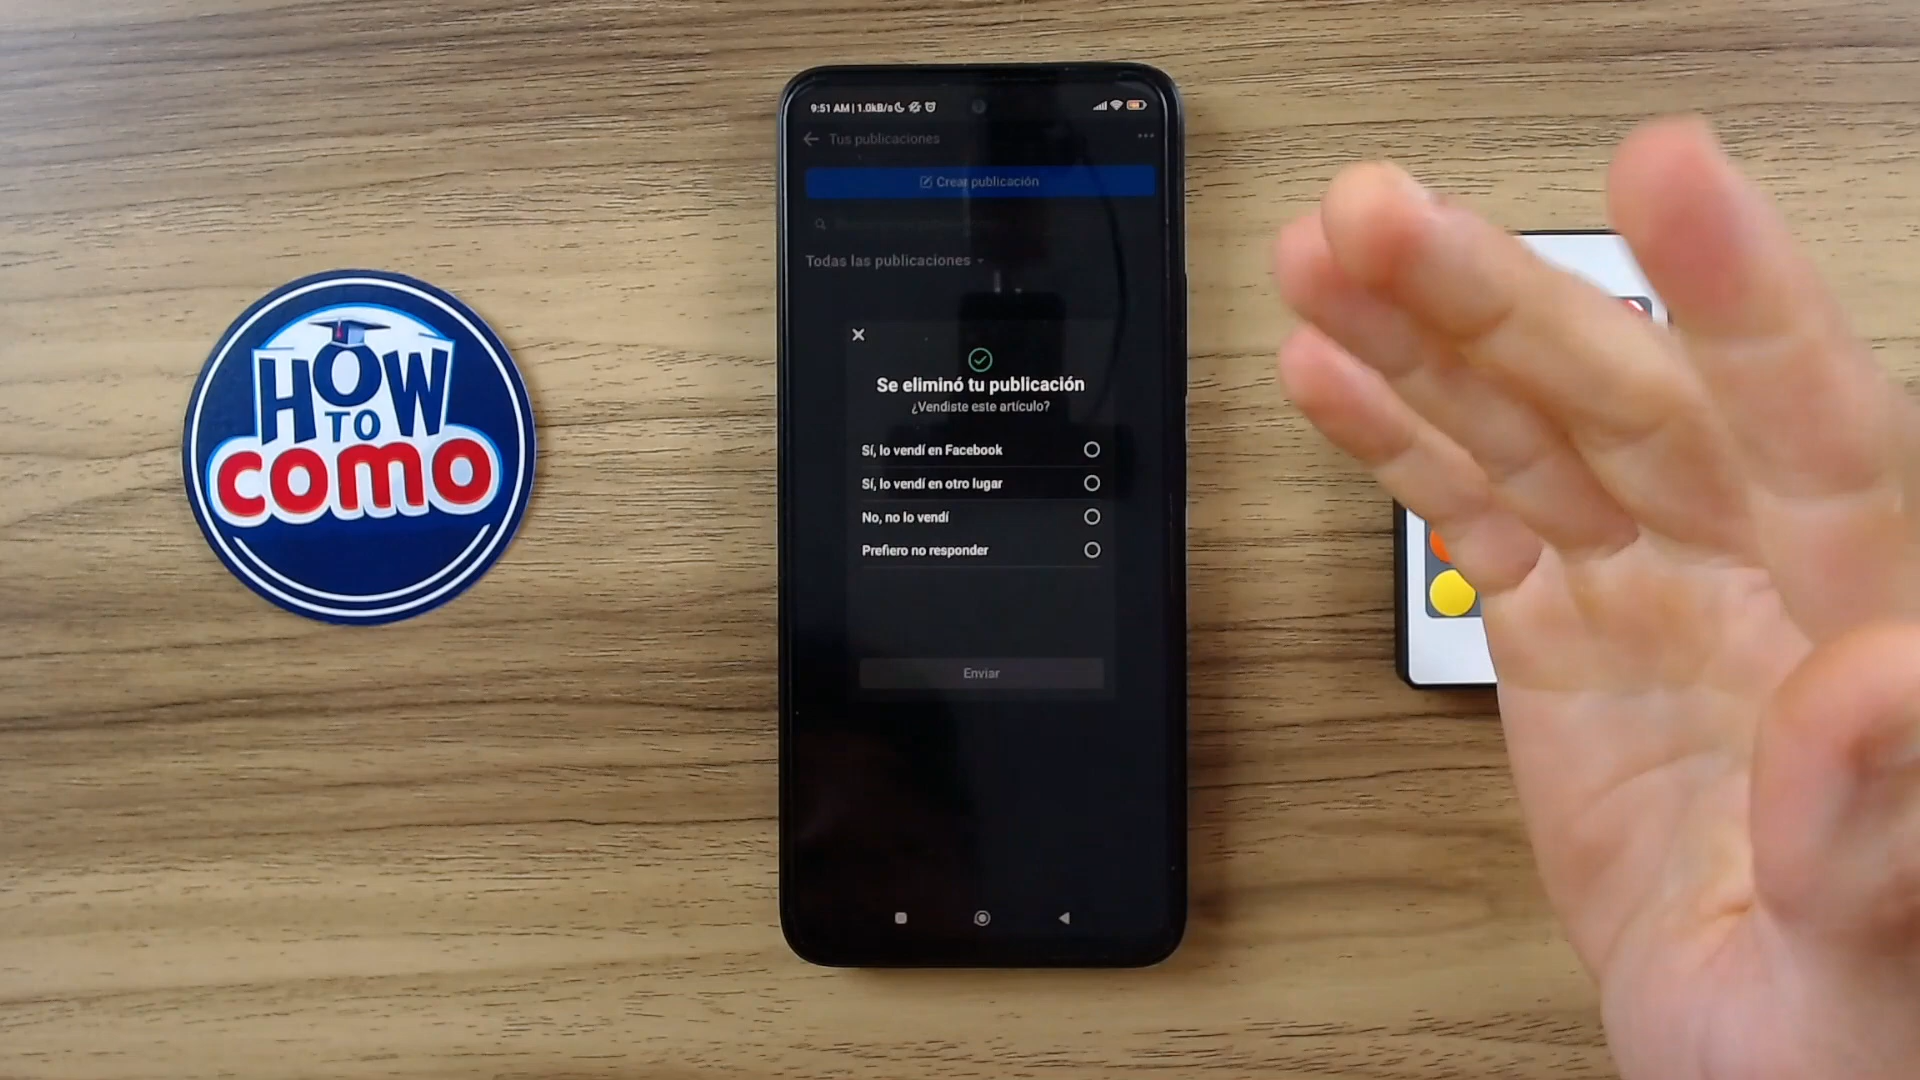 HOW
TO
COMO
9:51 AM | 1.0kB/s
Tus publicaciones
Crear publicación
Todas las publicaciones
Se eliminó tu publicación
¿Vendiste este artículo?
Sí, lo vendí en Facebook
Sí, lo vendí en otro lugar
No, no lo vendí
Prefiero no responder
Enviar